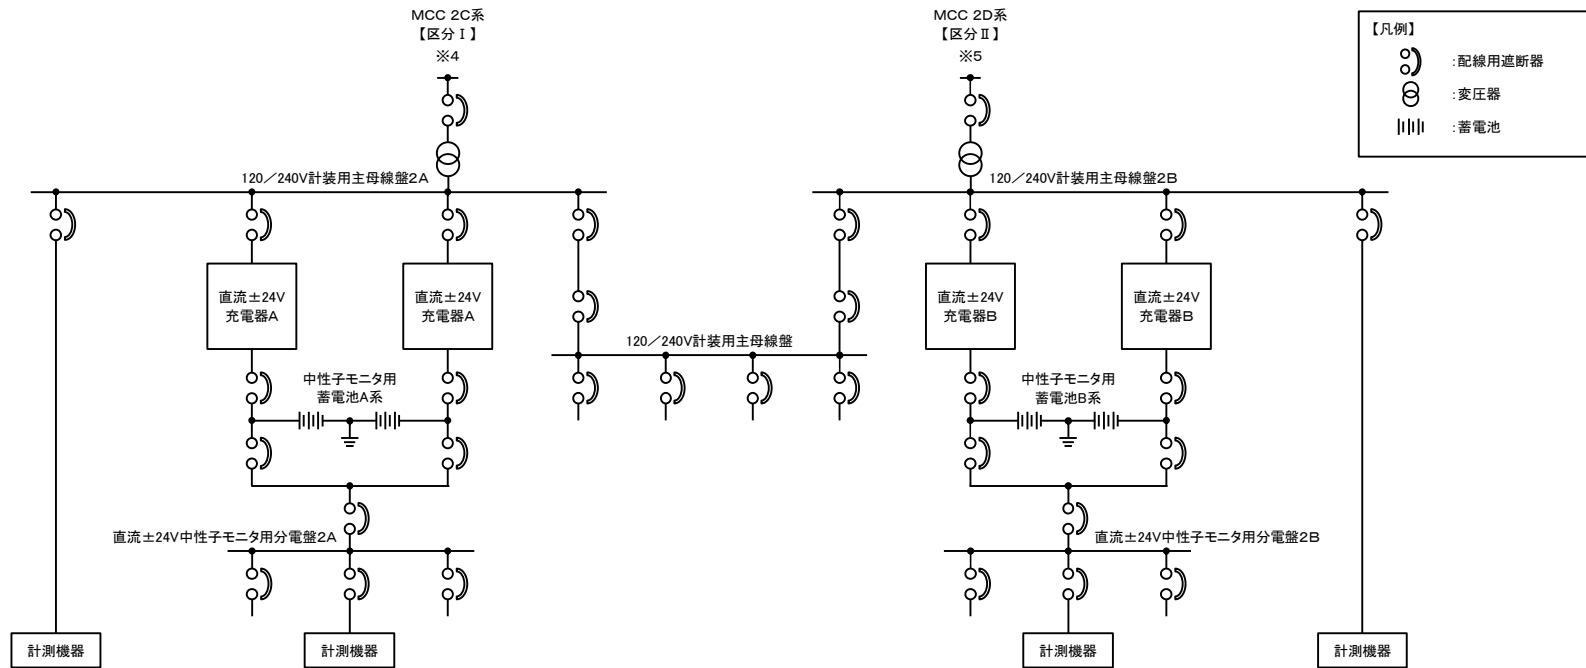 MCC 2C系
【区分Ⅰ】
※4
MCC 2D系
【区分Ⅱ】
※5
【凡例】
:配線用遮断器
:変圧器
:蓄電池
120／240V計装用主母線盤2A
120／240V計装用主母線盤2B
直流±24V
充電器A
直流±24V
充電器A
直流±24V
充電器B
直流±24V
充電器B
120／240V計装用主母線盤
中性子モニタ用
蓄電池A系
中性子モニタ用
蓄電池B系
直流±24V中性子モニタ用分電盤2A
直流±24V中性子モニタ用分電盤2B
計測機器
計測機器
計測機器
計測機器